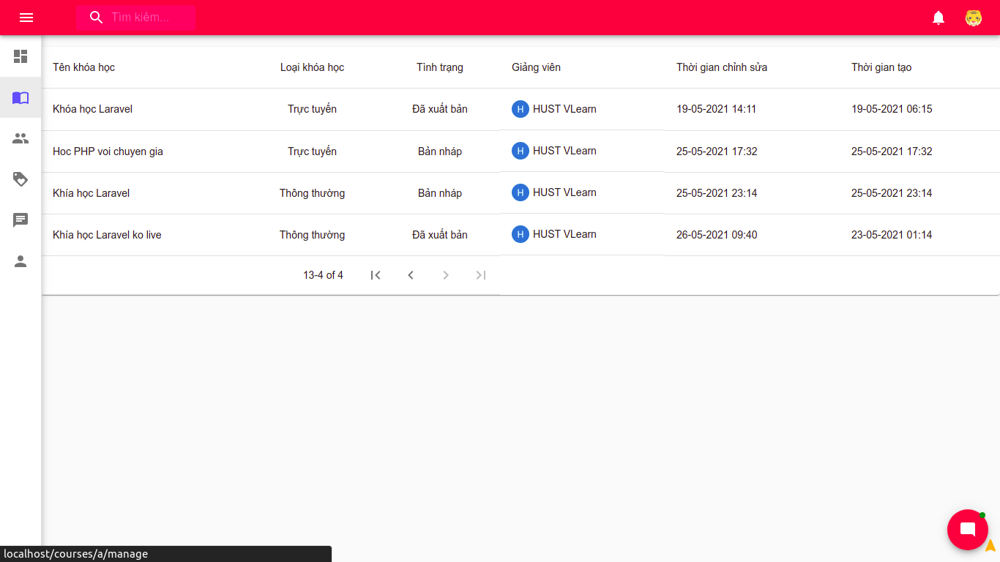 Tìm kiếm...
Tên khóa học Loại khóa học Tình trạng Giảng viên Thời gian chỉnh sửa Thời gian tạo
Khóa học Laravel Trực tuyến Đã xuất bản H HUST VLearn 19-05-2021 14:11 19-05-2021 06:15
Hoc PHP voi chuyen gia Trực tuyến Bản nháp H HUST VLearn 25-05-2021 17:32 25-05-2021 17:32
Khía học Laravel Thông thường Bản nháp H HUST VLearn 25-05-2021 23:14 25-05-2021 23:14
Khía học Laravel ko live Thông thường Đã xuất bản H HUST VLearn 26-05-2021 09:40 23-05-2021 01:14
13-4 of 4
localhost/courses/a/manage